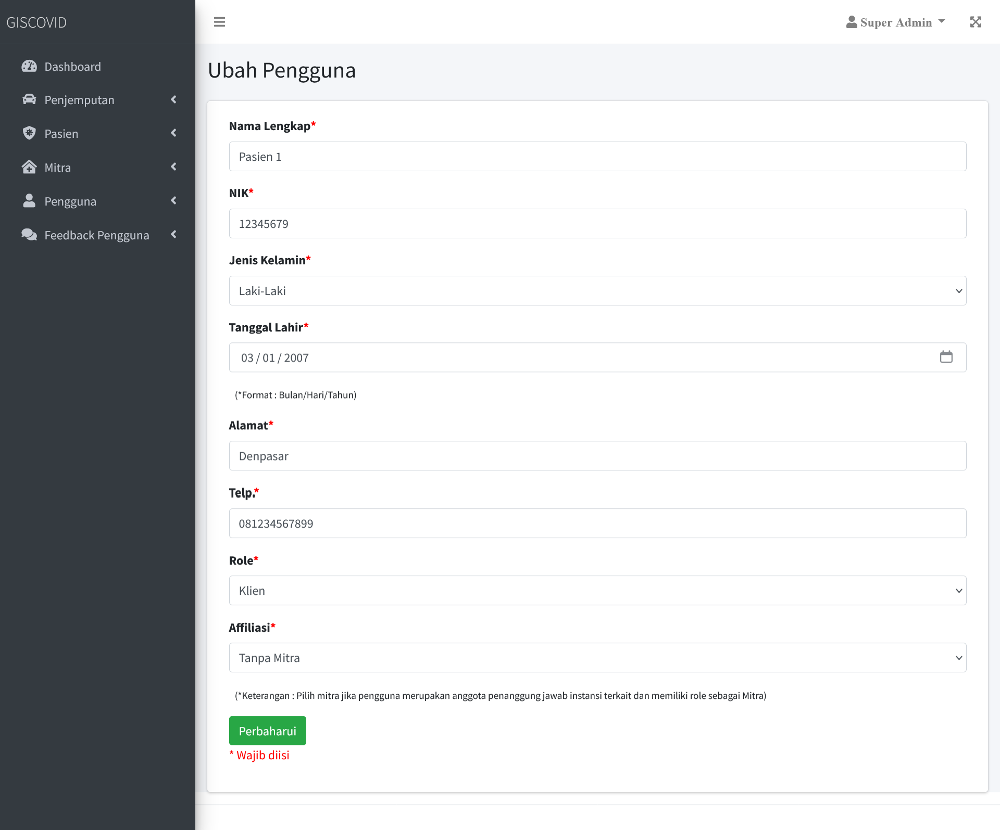 GISCOVID
Super Admin
Dashboard
Penjemputan
Pasien
Mitra
Pengguna
Feedback Pengguna
Ubah Pengguna
Nama Lengkap*
Pasien 1
NIK*
12345679
Jenis Kelamin*
Laki-Laki
Tanggal Lahir*
03 / 01 / 2007
(*Format : Bulan/Hari/Tahun)
Alamat*
Denpasar
Telp.*
081234567899
Role*
Klien
Affiliasi*
Tanpa Mitra
(*Keterangan : Pilih mitra jika pengguna merupakan anggota penanggung jawab instansi terkait dan memiliki role sebagai Mitra)
Perbaharui
* Wajib diisi